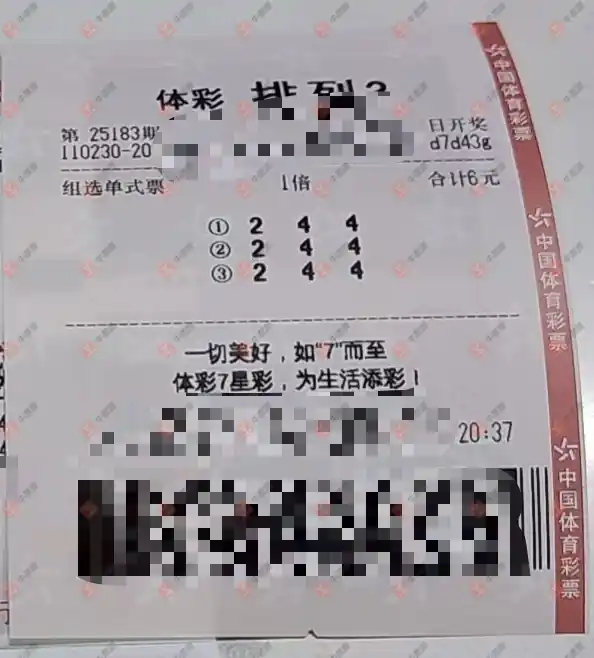 体彩 排列3
第 25183期
日开奖
110230-20
d7d43g
组选单式票 1倍 合计6元
① 2 4 4
② 2 4 4
③ 2 4 4
一切美好，如“7”而至
体彩7星彩，为生活添彩！
20:37
中国体育彩票
中国体育彩票
中国体育彩票